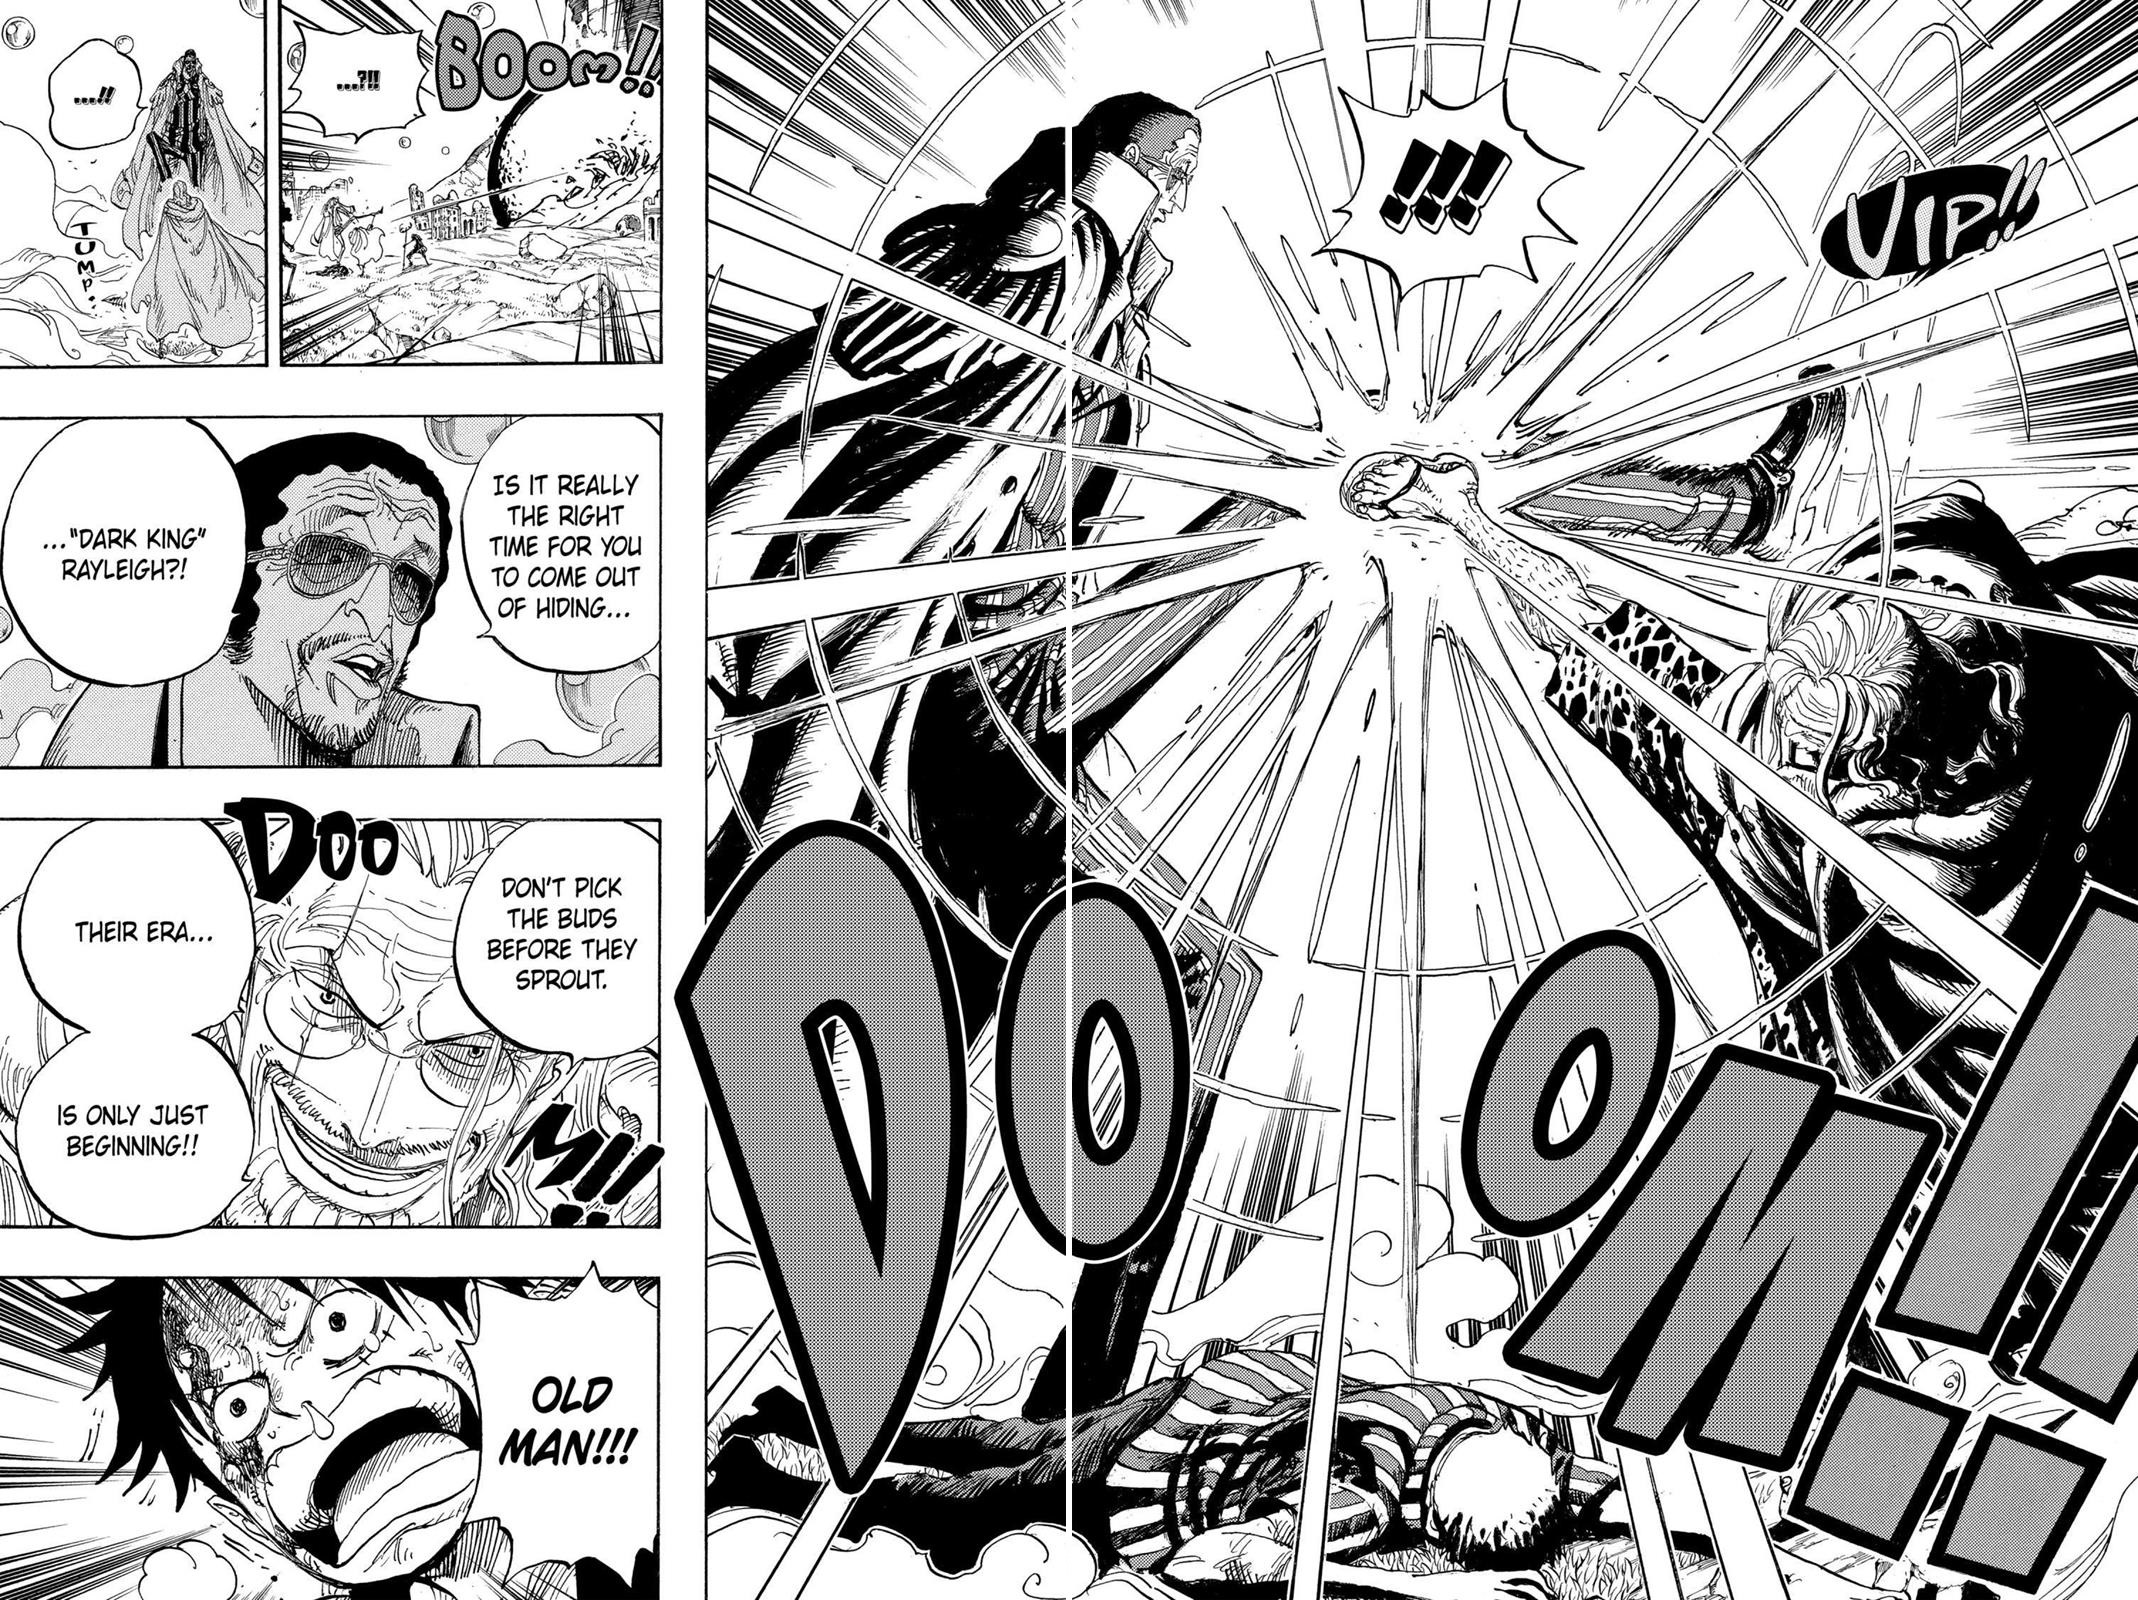 !!!
VIP!!
DOOM!!
BOOM!!
...?!!
....!!
TUMP...
IS IT REALLY
THE RIGHT
TIME FOR YOU
TO COME OUT
OF HIDING...
..."DARK KING"
RAYLEIGH?!
DON'T PICK
THE BUDS
BEFORE THEY
SPROUT.
DOO
THEIR ERA...
IS ONLY JUST
BEGINNING!!
M!!
OLD
MAN!!!